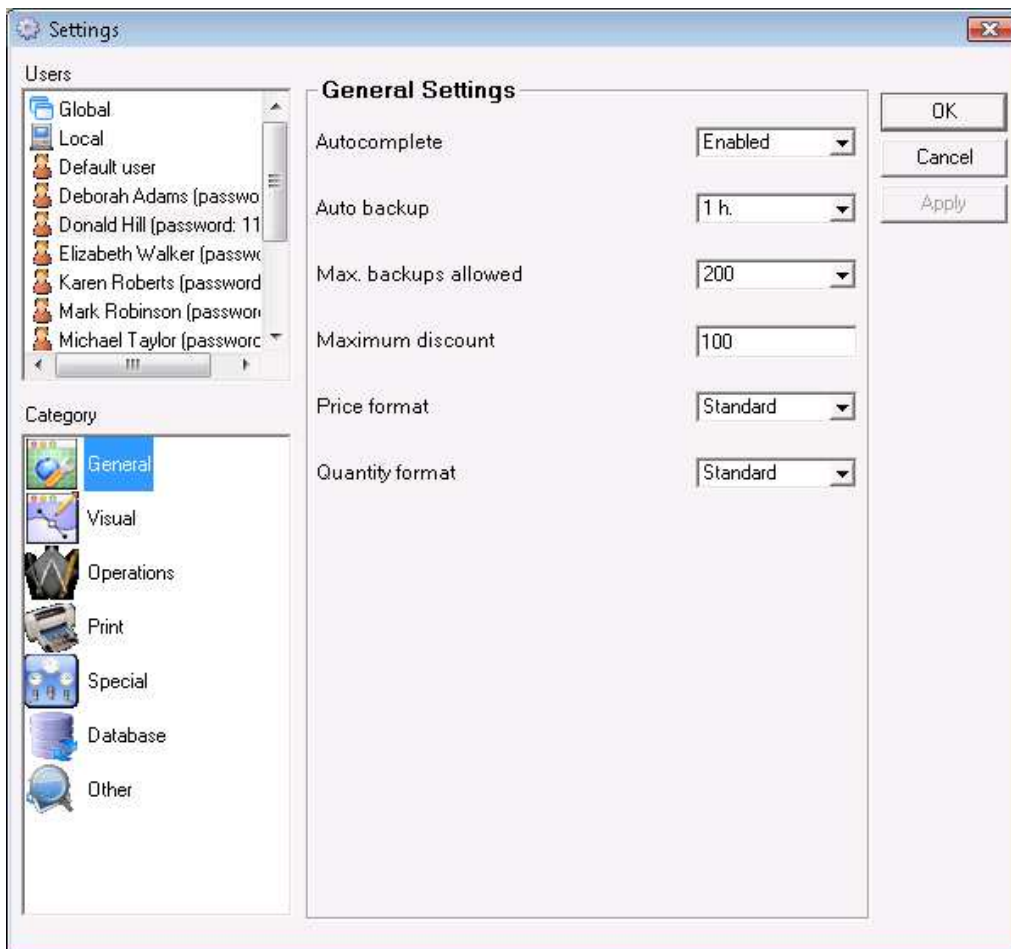 Settings
Users
Global
Local
Default user
Deborah Adams (passwo
Donald Hill (password: 11
Elizabeth Walker (passwo
Karen Roberts (password
Mark Robinson (passwor
Michael Taylor (password
Category
General
Visual
Operations
Print
Special
Database
Other
General Settings
Autocomplete Enabled
Auto backup 1 h.
Max. backups allowed 200
Maximum discount 100
Price format Standard
Quantity format Standard
OK
Cancel
Apply